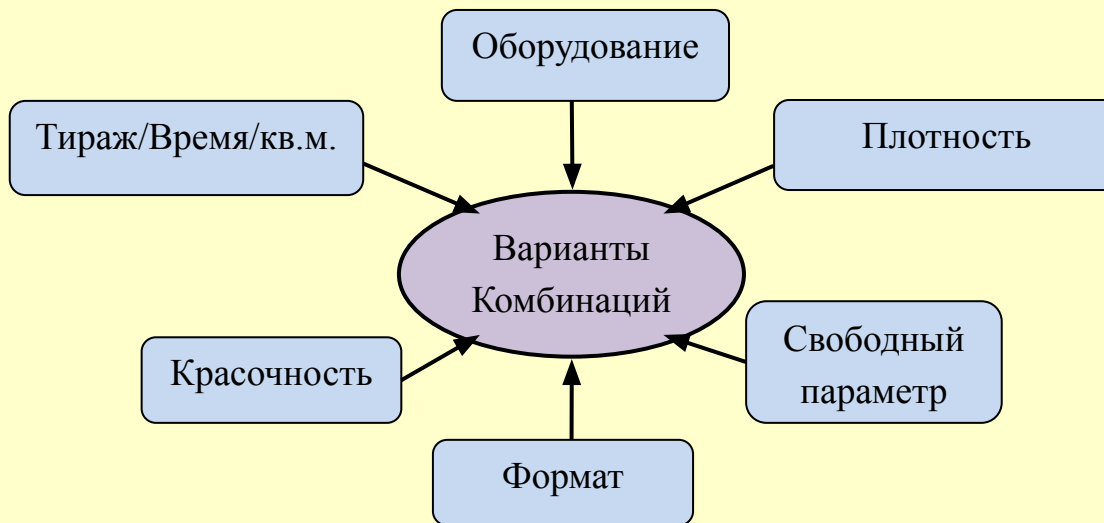 Оборудование
Тираж/Время/кв.м.
Плотность
Варианты
Комбинаций
Свободный
параметр
Красочность
Формат